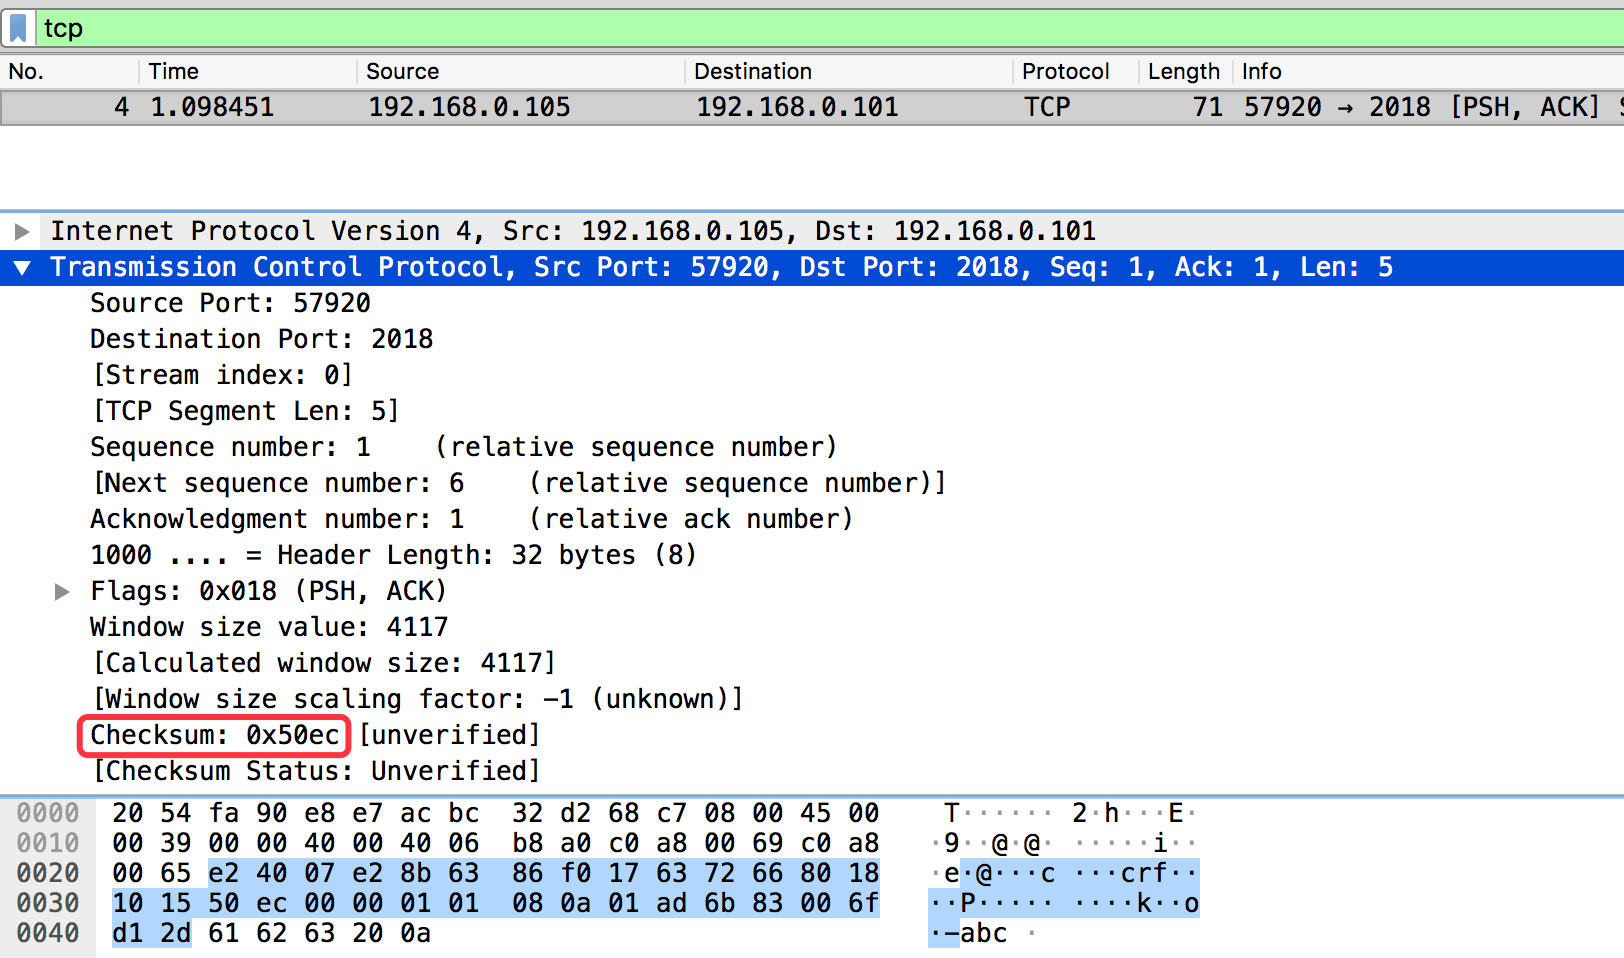 tcp
No. Time Source Destination Protocol Length Info
4 1.098451 192.168.0.105 192.168.0.101 TCP 71 57920 → 2018 [PSH, ACK]
Internet Protocol Version 4, Src: 192.168.0.105, Dst: 192.168.0.101
Transmission Control Protocol, Src Port: 57920, Dst Port: 2018, Seq: 1, Ack: 1, Len: 5
Source Port: 57920
Destination Port: 2018
[Stream index: 0]
[TCP Segment Len: 5]
Sequence number: 1    (relative sequence number)
[Next sequence number: 6    (relative sequence number)]
Acknowledgment number: 1    (relative ack number)
1000 .... = Header Length: 32 bytes (8)
Flags: 0x018 (PSH, ACK)
Window size value: 4117
[Calculated window size: 4117]
[Window size scaling factor: -1 (unknown)]
Checksum: 0x50ec [unverified]
[Checksum Status: Unverified]
0000 20 54 fa 90 e8 e7 ac bc 32 d2 68 c7 08 00 45 00  T······ 2·h···E·
0010 00 39 00 00 40 00 40 06 b8 a0 c0 a8 00 69 c0 a8 ·9··@·@· ·····i··
0020 00 65 e2 40 07 e2 8b 63 86 f0 17 63 72 66 80 18 ·e·@···c ···crf··
0030 10 15 50 ec 00 00 01 01 08 0a 01 ad 6b 83 00 6f ··P····· ····k··o
0040 d1 2d 61 62 63 20 0a ·-abc ·